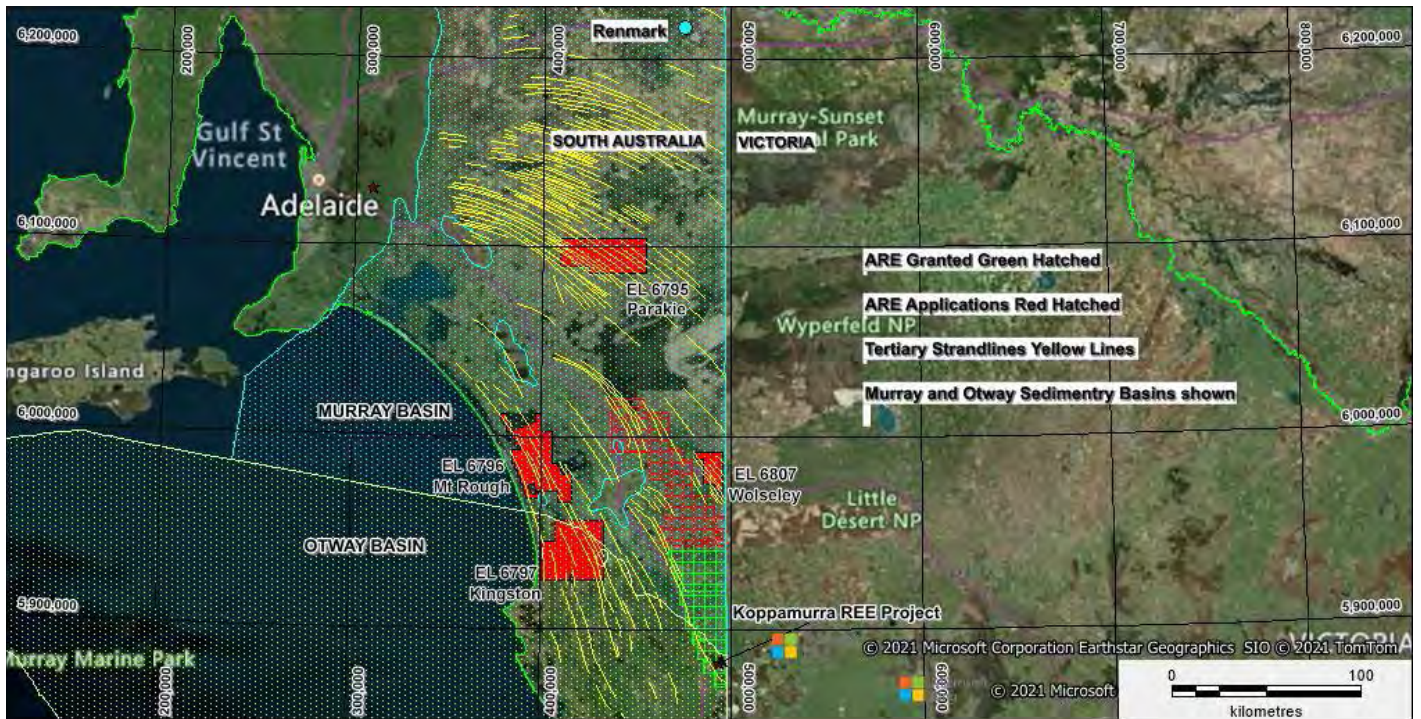 6,200,000
200,000
300,000
Renmark
400,000
500,000
600,000
700,000
800,000
6,200,000
Gulf St
Vincent
SOUTH AUSTRALIA
Murray-Sunset
al Park
VICTORIA
Adelaide
6,100,000
6,100,000
ARE Granted Green Hatched
EL 6795
Parakie
ARE Applications Red Hatched
Wyperfeld NP
Tertiary Strandlines Yellow Lines
ngaroo Island
Murray and Otway Sedimentry Basins shown
6,000,000
MURRAY BASIN
6,000,000
EL 6796
Mt Rough
EL 6807
Wolseley
Little
Desert NP
OTWAY BASIN
EL 6797
Kingston
5,900,000
Koppamurra REE Project
5,900,000
© 2021 Microsoft Corporation Earthstar Geographics SIO © 2021 TomTom
VICTORIA
Murray Marine Park
200,000
300,000
400,000
500,000
600,000
© 2021 Microsoft
0 100
kilometres